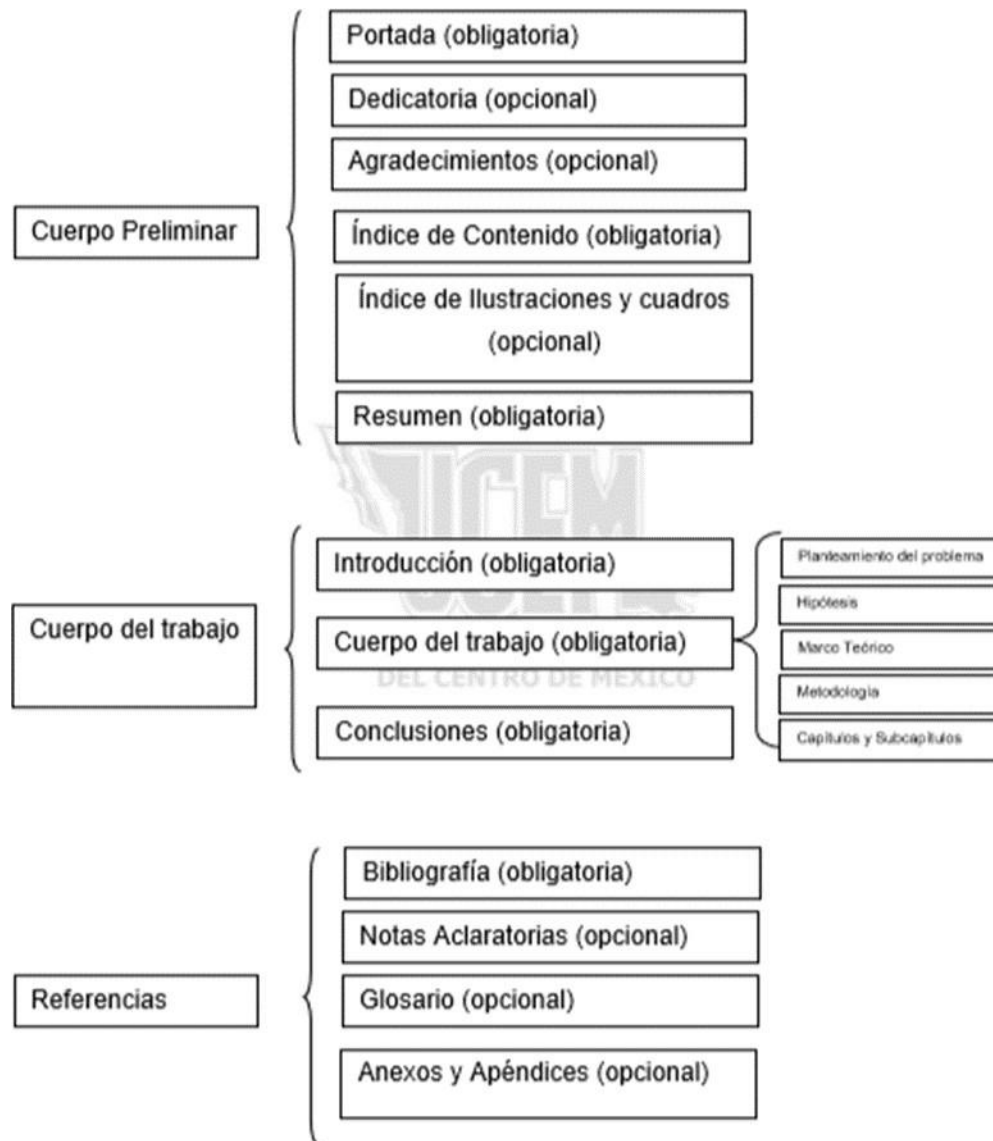 Portada (obligatoria)
Dedicatoria (opcional)
Agradecimientos (opcional)
Cuerpo Preliminar
Índice de Contenido (obligatoria)
Índice de Ilustraciones y cuadros
(opcional)
Resumen (obligatoria)
UCEM
DEL CENTRO DE MÉXICO
Cuerpo del trabajo
Introducción (obligatoria)
Cuerpo del trabajo (obligatoria)
Conclusiones (obligatoria)
Planteamiento del problema
Hipótesis
Marco Teórico
Metodología
Capítulos y Subcapítulos
Referencias
Bibliografía (obligatoria)
Notas Aclaratorias (opcional)
Glosario (opcional)
Anexos y Apéndices (opcional)